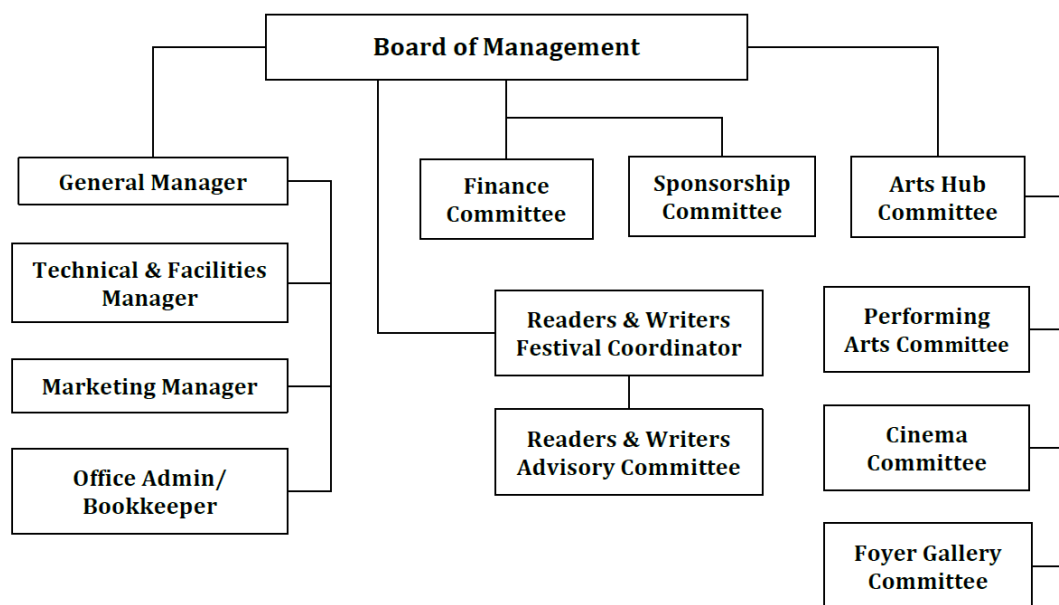 Board of Management
General Manager
Finance
Committee
Sponsorship
Committee
Arts Hub
Committee
Technical & Facilities
Manager
Readers & Writers
Festival Coordinator
Performing
Arts Committee
Marketing Manager
Readers & Writers
Advisory Committee
Cinema
Committee
Office Admin/
Bookkeeper
Foyer Gallery
Committee